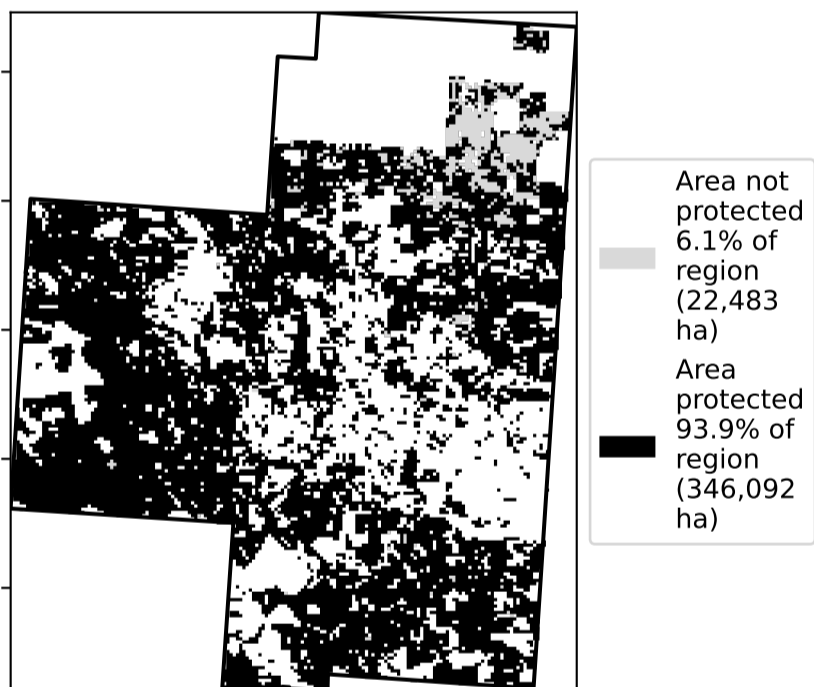 Area not
protected
6.1% of
region
(22,483
ha)
Area
protected
93.9% of
region
(346,092
ha)